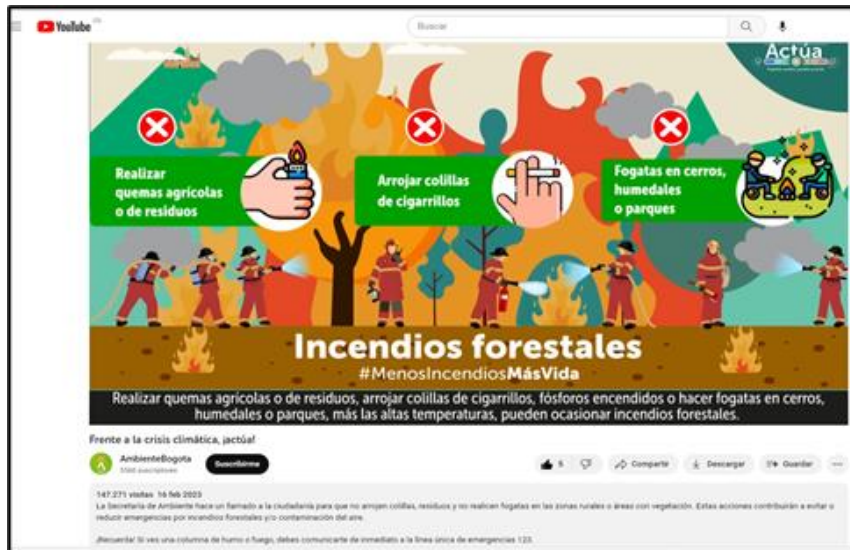 YouTube
Buscar
Actúa
Realizar
quemas agrícolas
o de residuos
Arrojar colillas
de cigarrillos
Fogatas en cerros,
humedales
o parques
Incendios forestales
#MenosIncendiosMásVida
Realizar quemas agrícolas o de residuos, arrojar colillas de cigarrillos, fósforos encendidos o hacer fogatas en cerros,
humedales o parques, más las altas temperaturas, pueden ocasionar incendios forestales.
Frente a la crisis climática, ¡actúa!
AmbienteBogota
suscriptores
Suscribirme
5
Compartir
Descargar
Guardar
147.271 visitas 16 feb 2023
La Secretaría de Ambiente hace un llamado a la ciudadanía para que no arrojen colillas, residuos y no realicen fogatas en las zonas rurales o áreas con vegetación. Estas acciones contribuirán a evitar o
reducir emergencias por incendios forestales y/o contaminación del aire.
¡Recuerda! Si ves una columna de humo o fuego, debes comunicarte de inmediato a la línea única de emergencias 123.